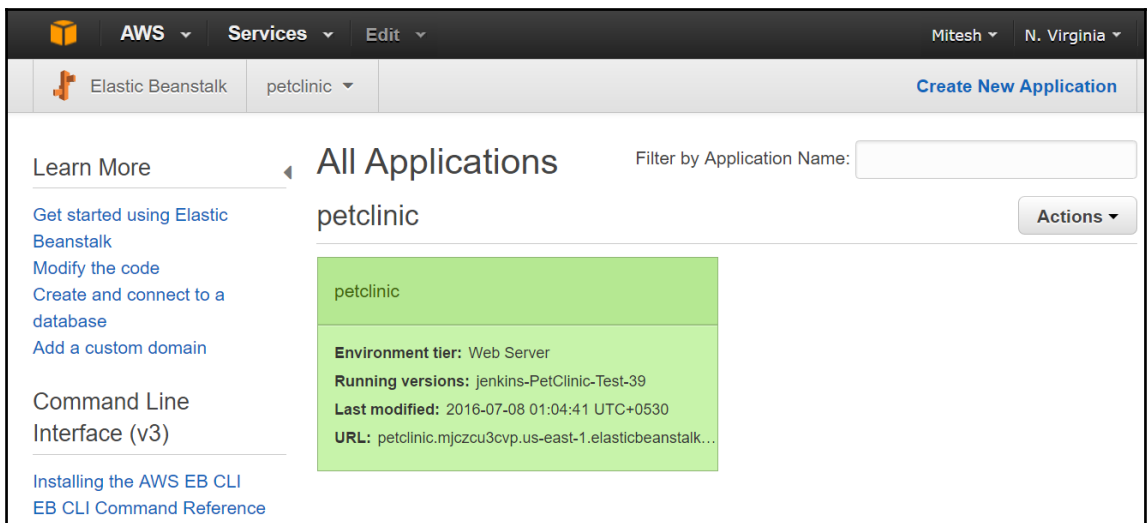 AWS Services Edit Mitesh N. Virginia
Elastic Beanstalk petclinic Create New Application
Learn More
Get started using Elastic
Beanstalk
Modify the code
Create and connect to a
database
Add a custom domain
Command Line
Interface (v3)
Installing the AWS EB CLI
EB CLI Command Reference
All Applications Filter by Application Name:
petclinic Actions
petclinic
Environment tier: Web Server
Running versions: jenkins-PetClinic-Test-39
Last modified: 2016-07-08 01:04:41 UTC+0530
URL: petclinic.mjczcu3cvp.us-east-1.elasticbeanstalk...